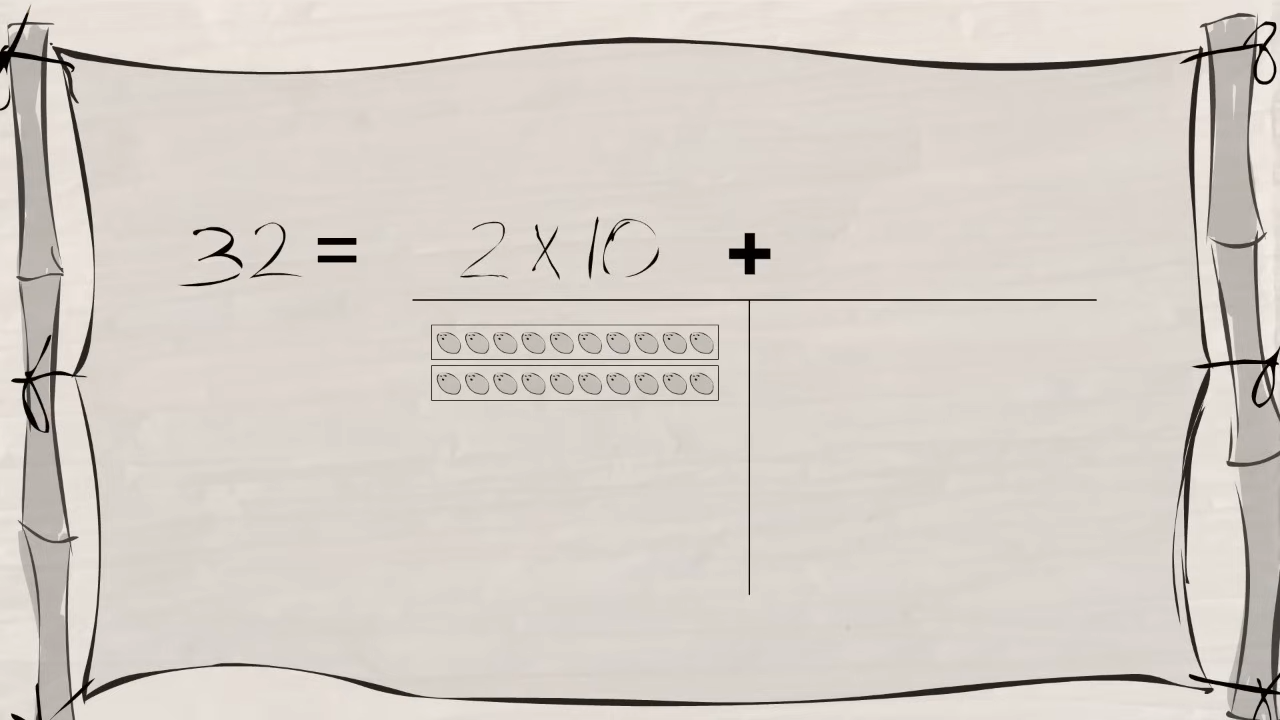 32 = 2 x 10 +